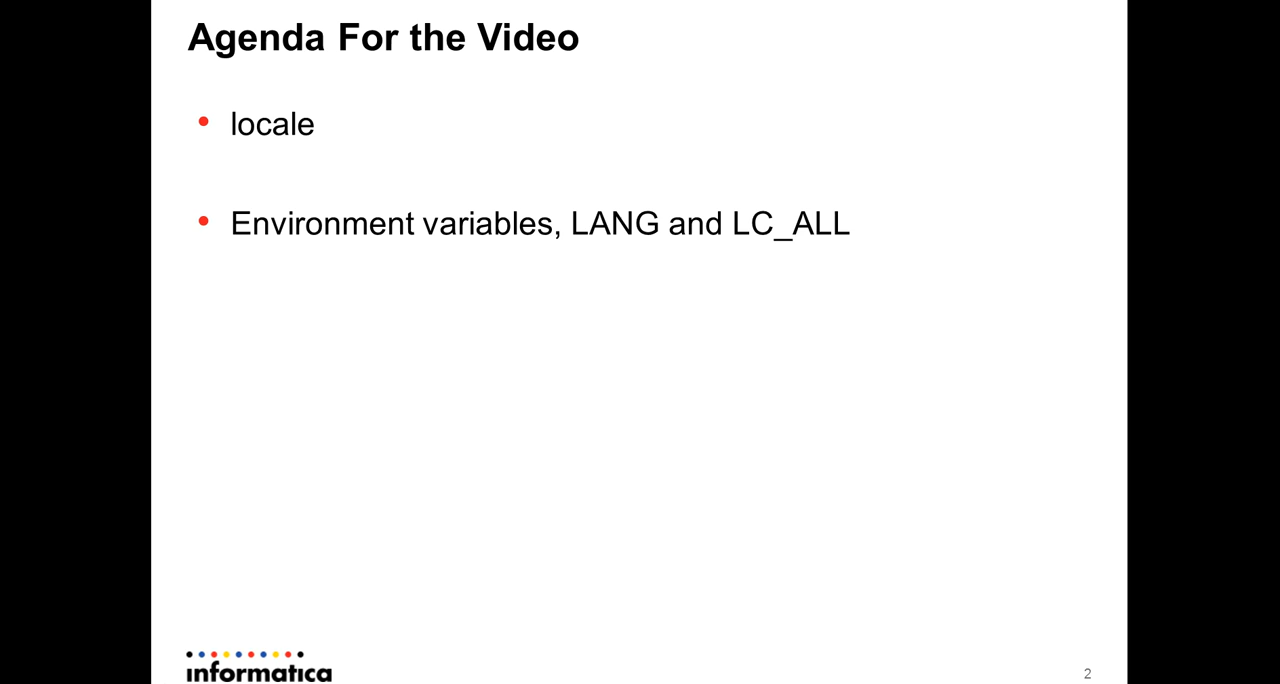 Agenda For the Video
• locale
• Environment variables, LANG and LC_ALL
informatica
2